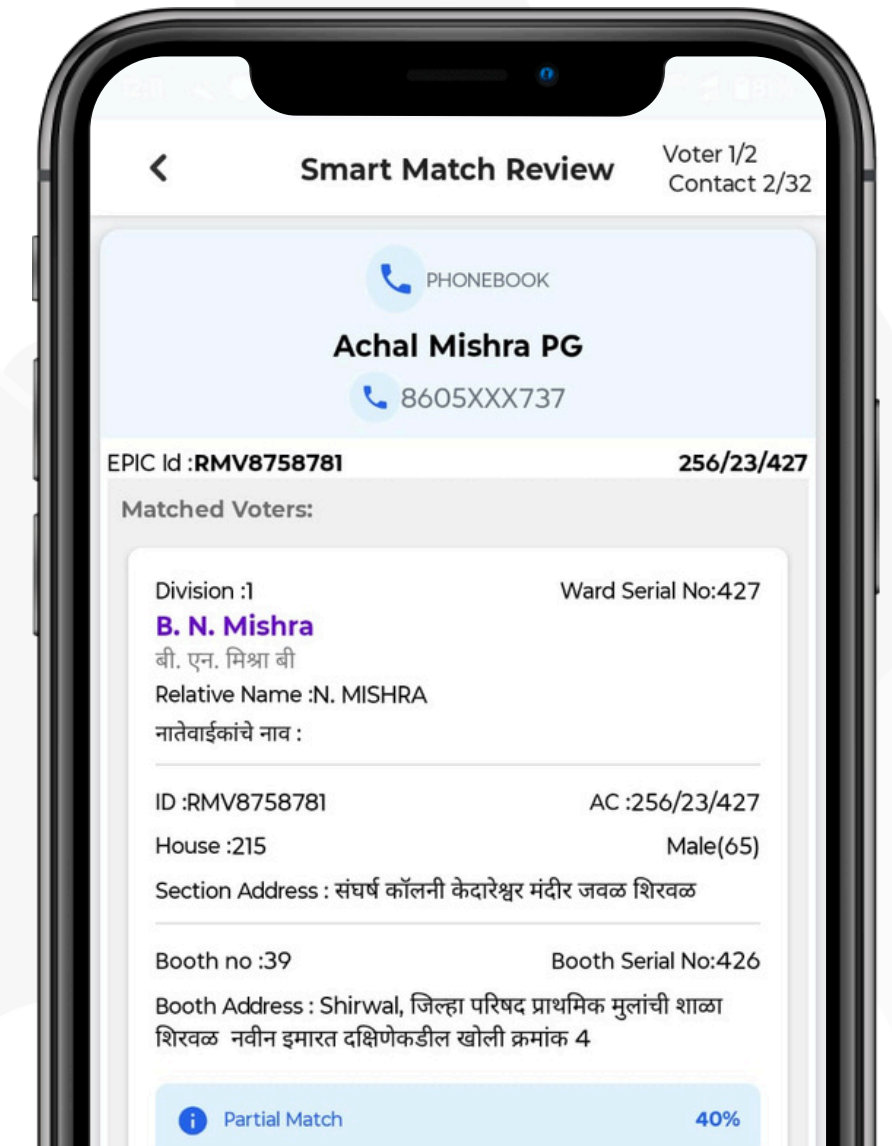 Smart Match Review
Voter 1/2
Contact 2/32
PHONEBOOK
Achal Mishra PG
8605XXX737
EPIC Id :RMV8758781 256/23/427
Matched Voters:
Division :1 Ward Serial No:427
B. N. Mishra
बी. एन. मिश्रा बी
Relative Name :N. MISHRA
नातेवाईकांचे नाव :
ID :RMV8758781 AC :256/23/427
House :215 Male(65)
Section Address : संघर्ष कॉलनी केदारेश्वर मंदीर जवळ शिरवळ
Booth no :39 Booth Serial No:426
Booth Address : Shirwal, जिल्हा परिषद प्राथमिक मुलांची शाळा
शिरवळ नवीन इमारत दक्षिणेकडील खोली क्रमांक 4
Partial Match 40%